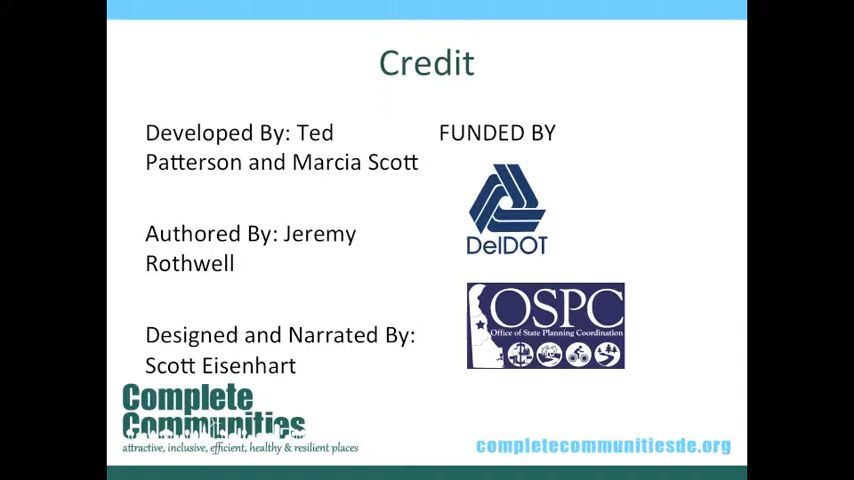 Credit
Developed By: Ted
Patterson and Marcia Scott
Authored By: Jeremy
Rothwell
Designed and Narrated By:
Scott Eisenhart
FUNDED BY
DelDOT
OSPC
Office of State Planning Coordination
Complete
Communities
attractive, inclusive, efficient, healthy & resilient places
completecommunitiesde.org